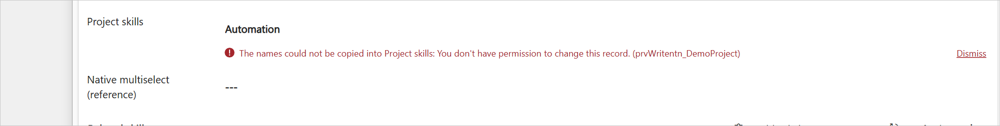 Project skills
Automation
The names could not be copied into Project skills: You don't have permission to change this record. (prvWritentn_DemoProject)
Dismiss
Native multiselect
(reference)
---